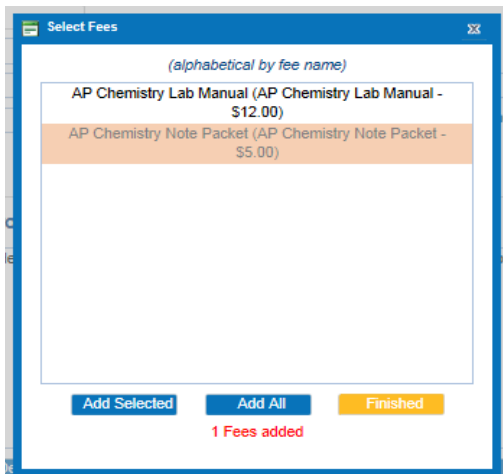 Select Fees
(alphabetical by fee name)
AP Chemistry Lab Manual (AP Chemistry Lab Manual -
$12.00)
AP Chemistry Note Packet (AP Chemistry Note Packet -
$5.00)
Add Selected Add All Finished
1 Fees added